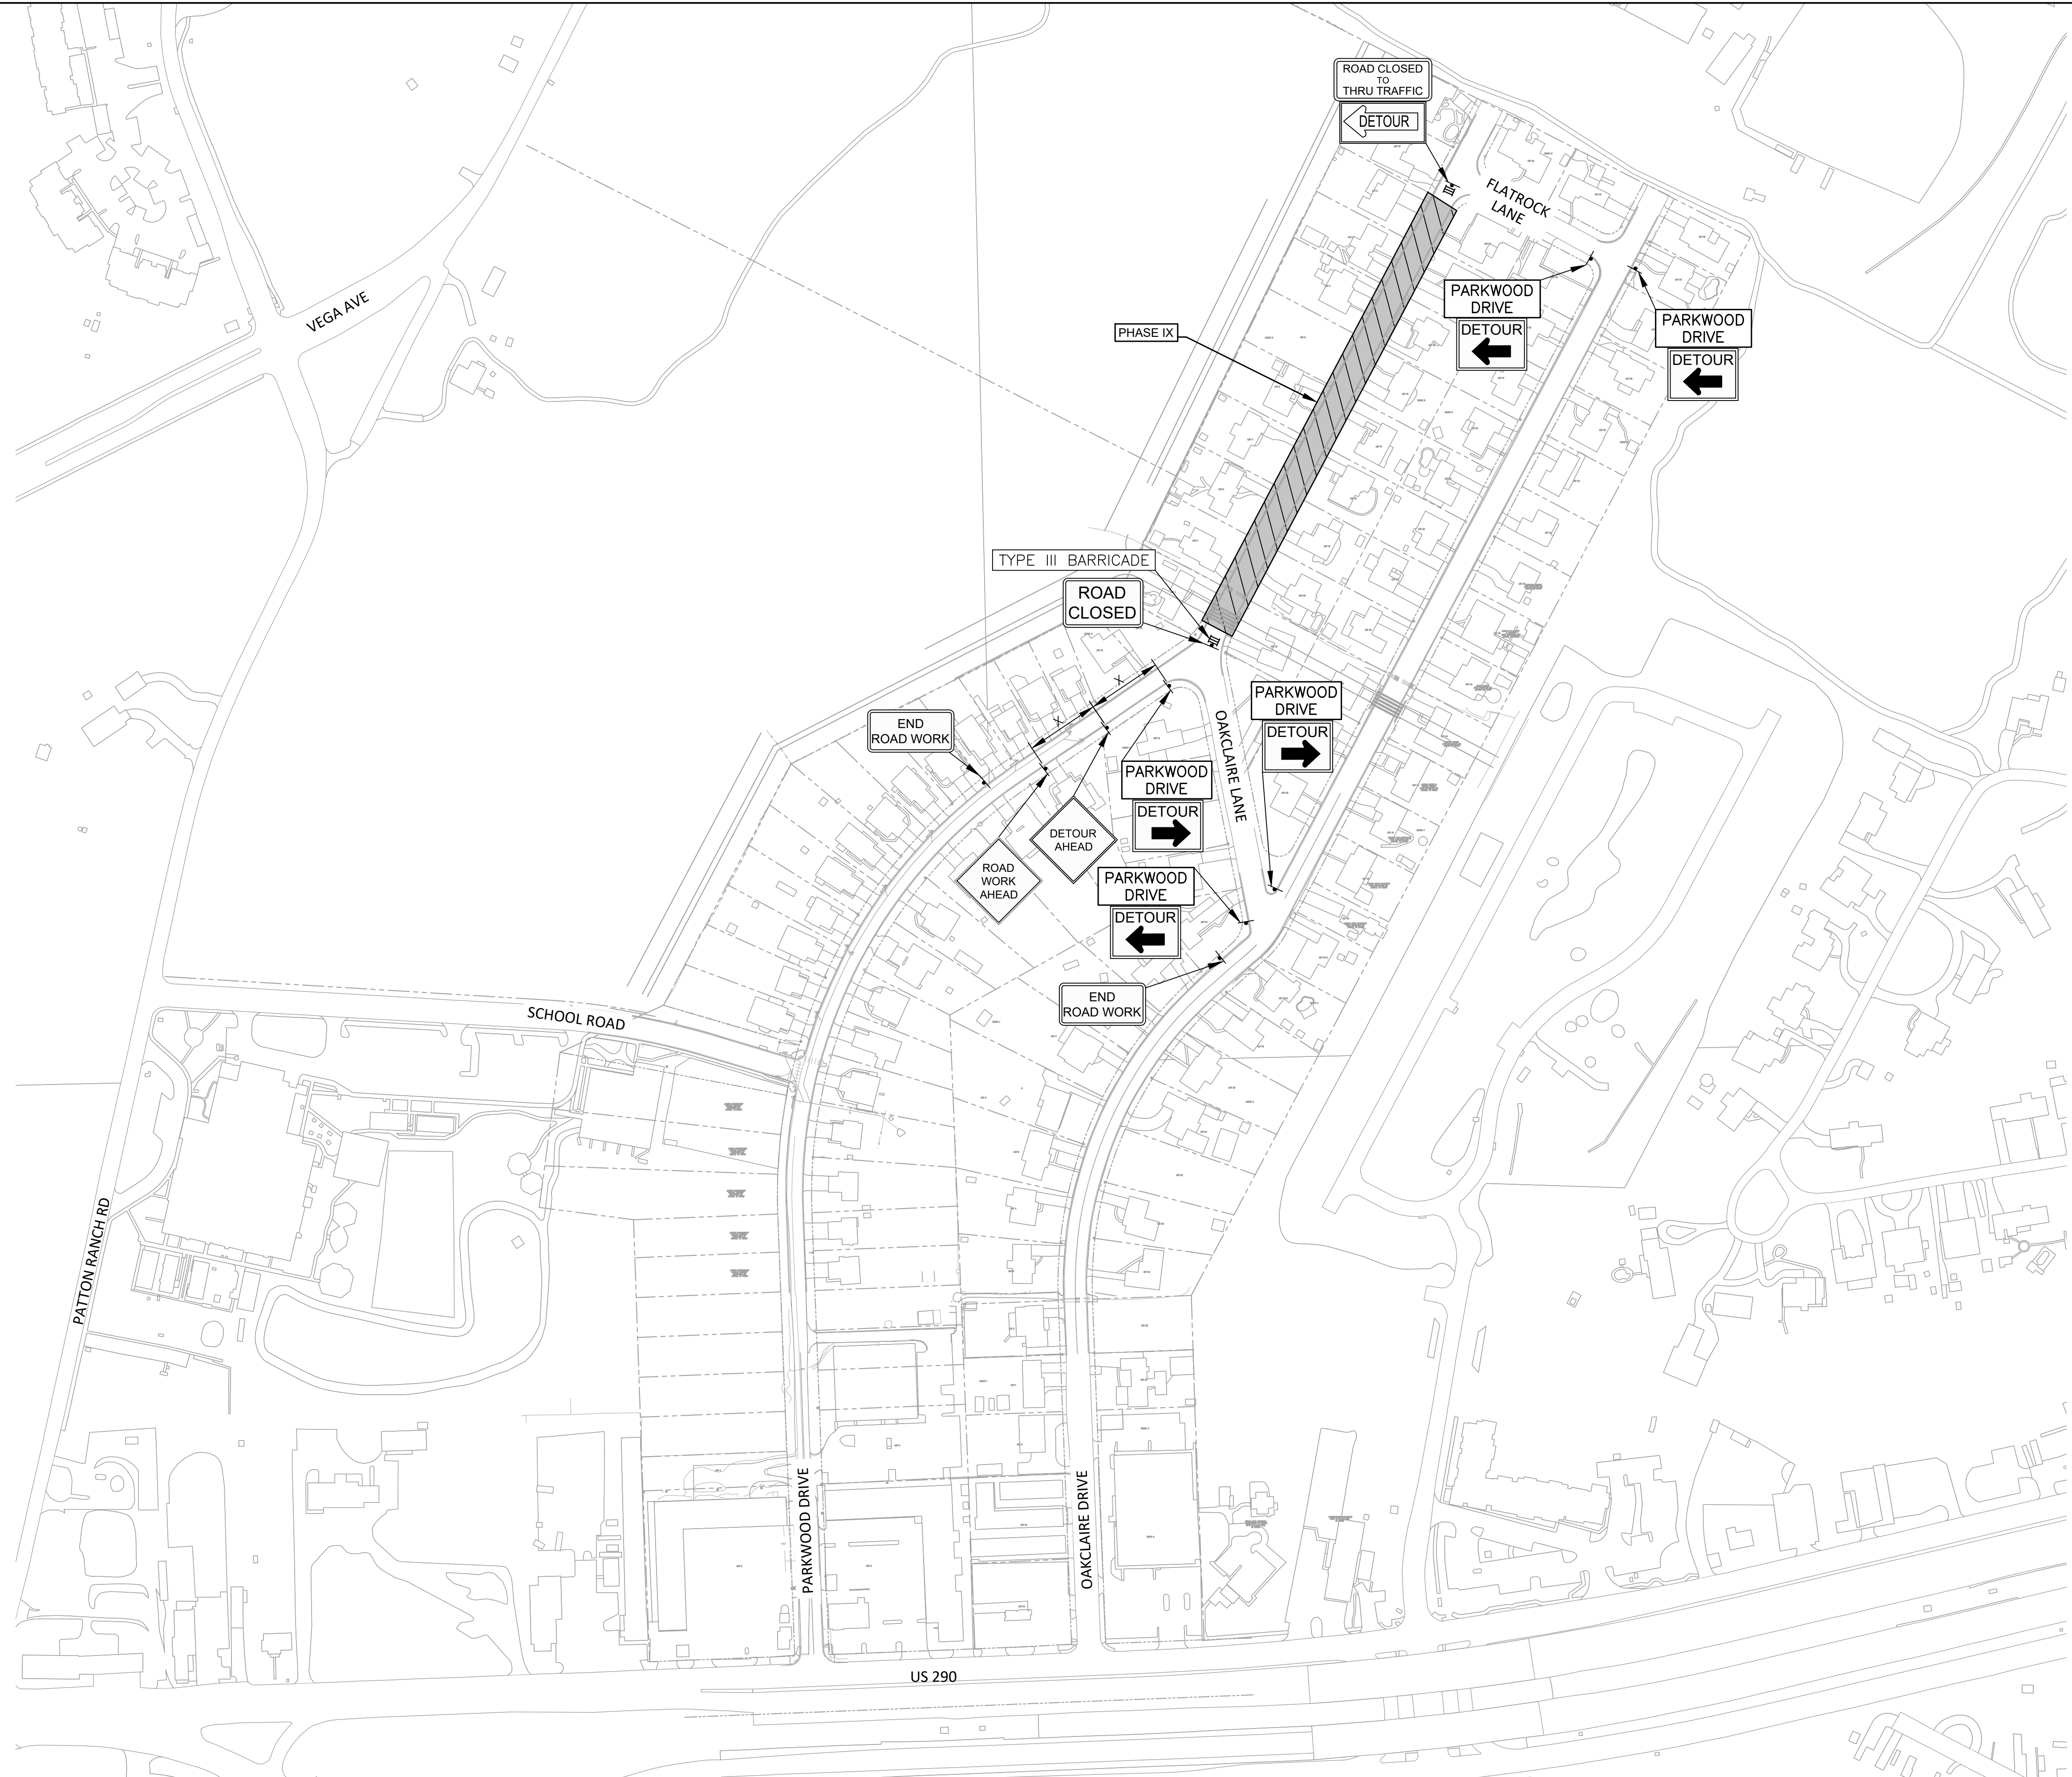 ROAD CLOSED
TO
THRU TRAFFIC
DETOUR
FLATROCK
LANE
VEGA AVE
PARKWOOD
DRIVE
DETOUR
PARKWOOD
DRIVE
DETOUR
PHASE IX
TYPE III BARRICADE
ROAD
CLOSED
X
X
END
ROAD WORK
OAKCLAIRE LANE
PARKWOOD
DRIVE
DETOUR
PARKWOOD
DRIVE
DETOUR
DETOUR
AHEAD
ROAD
WORK
AHEAD
PARKWOOD
DRIVE
DETOUR
END
ROAD WORK
SCHOOL ROAD
PATTON RANCH RD
PARKWOOD DRIVE
OAKCLAIRE DRIVE
US 290